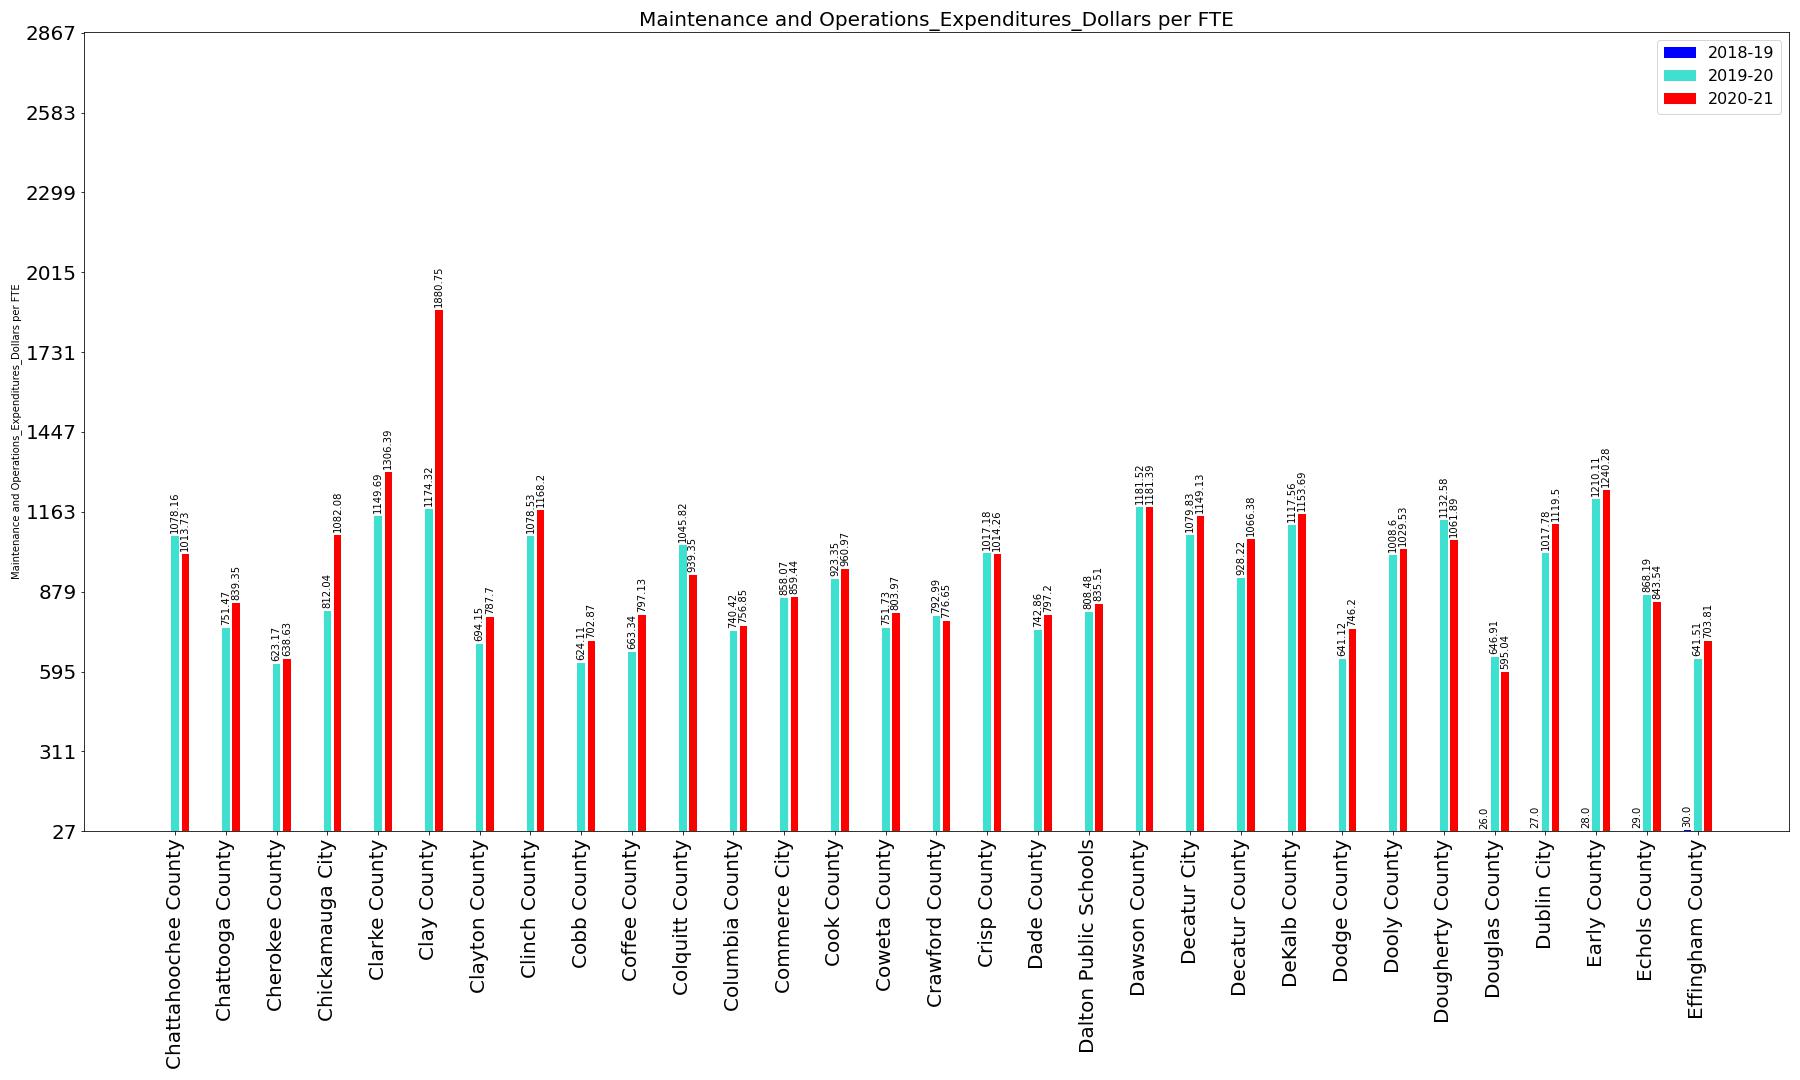 Maintenance and Operations_Expenditures_Dollars per FTE
2018-19
2019-20
2020-21
Maintenance and Operations_Expenditures_Dollars per FTE
2867
2583
2299
2015
1731
1447
1163
879
595
311
27
1078.16
1013.73
751.47
839.35
623.17
638.63
812.04
1082.08
1149.69
1306.39
1174.32
1880.75
694.15
787.7
1078.53
1168.2
624.11
702.87
663.34
797.13
1045.82
939.35
740.42
756.85
858.07
859.44
923.35
960.97
751.73
803.97
792.99
776.65
1017.18
1014.26
742.86
797.2
808.48
835.51
1181.52
1181.39
1079.83
1149.13
928.22
1066.38
1117.56
1153.69
641.12
746.2
1008.6
1029.53
1132.58
1061.89
26.0
646.91
595.04
27.0
1017.78
1119.5
28.0
1210.11
1240.28
29.0
868.19
843.54
30.0
641.51
703.81
Chattahoochee County
Chattooga County
Cherokee County
Chickamauga City
Clarke County
Clay County
Clayton County
Clinch County
Cobb County
Coffee County
Colquitt County
Columbia County
Commerce City
Cook County
Coweta County
Crawford County
Crisp County
Dade County
Dalton Public Schools
Dawson County
Decatur City
Decatur County
DeKalb County
Dodge County
Dooly County
Dougherty County
Douglas County
Dublin City
Early County
Echols County
Effingham County